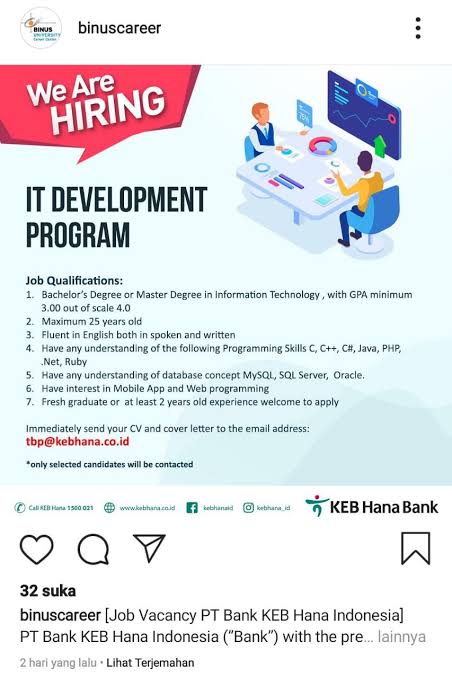 BINUS
UNIVERSITY
binuscareer
We Are
HIRING
75%
IT DEVELOPMENT
PROGRAM
Job Qualifications:
1. Bachelor's Degree or Master Degree in Information Technology , with GPA minimum
3.00 out of scale 4.0
2. Maximum 25 years old
3. Fluent in English both in spoken and written
4. Have any understanding of the following Programming Skills C, C++, C#, Java, PHP,
.Net, Ruby
5. Have any understanding of database concept MySQL, SQL Server, Oracle.
6. Have interest in Mobile App and Web programming
7. Fresh graduate or at least 2 years old experience welcome to apply
Immediately send your CV and cover letter to the email address:
tbp@kebhana.co.id
*only selected candidates will be contacted
Call KEB Hana 1500 021 www.kebhana.co.id kebhanaid kebhana_id KEB Hana Bank
32 suka
binuscareer [Job Vacancy PT Bank KEB Hana Indonesia]
PT Bank KEB Hana Indonesia ("Bank") with the pre... lainnya
2 hari yang lalu • Lihat Terjemahan